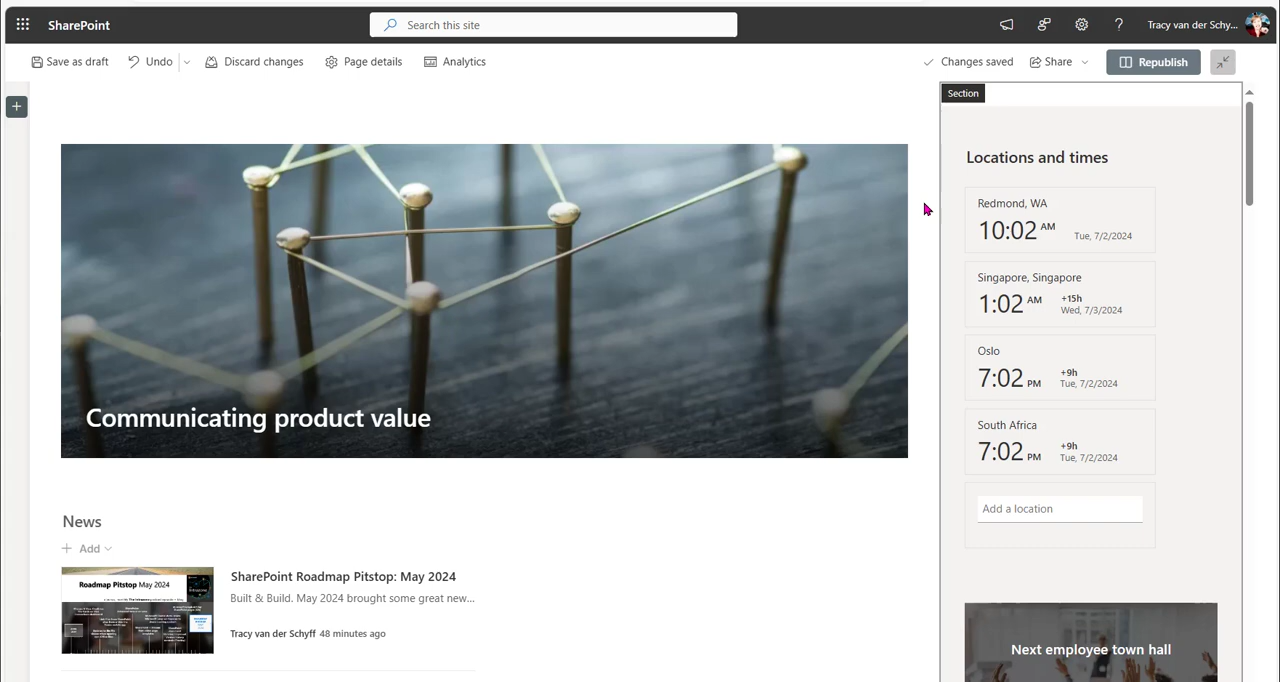 SharePoint
Search this site
?
Tracy van der Schy...
Save as draft
Undo
Discard changes
Page details
Analytics
Changes saved
Share
Republish
+
Section
Locations and times
Redmond, WA
10:02 AM
Tue, 7/2/2024
Singapore, Singapore
1:02 AM
+15h
Wed, 7/3/2024
Oslo
7:02 PM
+9h
Tue, 7/2/2024
South Africa
7:02 PM
+9h
Tue, 7/2/2024
Add a location
Next employee town hall
Communicating product value
News
+ Add
Roadmap Pitstop May 2024
SharePoint Roadmap Pitstop: May 2024
Built & Build. May 2024 brought some great new...
Tracy van der Schyff 48 minutes ago